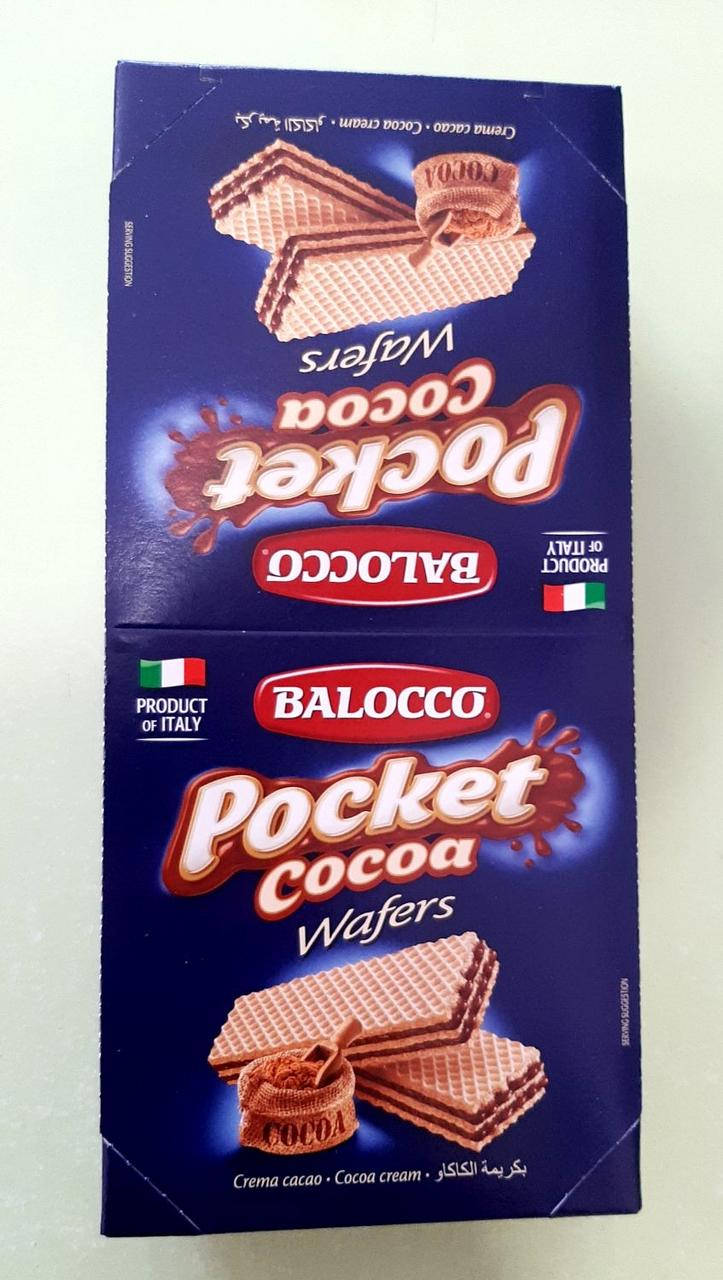 Crema cacao • Cocoa cream • بكريمة الكاكاو
COCOA
SERVING SUGGESTION
Wafers
Cocoa
Pocket
BALOCCO®
PRODUCT
OF ITALY
PRODUCT
OF ITALY
BALOCCO®
Pocket
Cocoa
Wafers
SERVING SUGGESTION
COCOA
Crema cacao • Cocoa cream • بكريمة الكاكاو